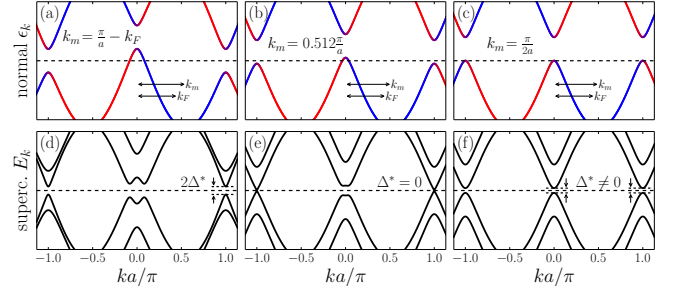 (a) (b) (c)
normal ϵ_k
k_m = π/a − k_F
k_m = 0.512 π/a
k_m = π/2a
k_m k_m k_m
k_F k_F k_F
(d) (e) (f)
superc. E_k
2Δ* Δ* = 0 Δ* ≠ 0
−1.0 −0.5 0.0 0.5 1.0 −1.0 −0.5 0.0 0.5 1.0 −1.0 −0.5 0.0 0.5 1.0
ka/π ka/π ka/π